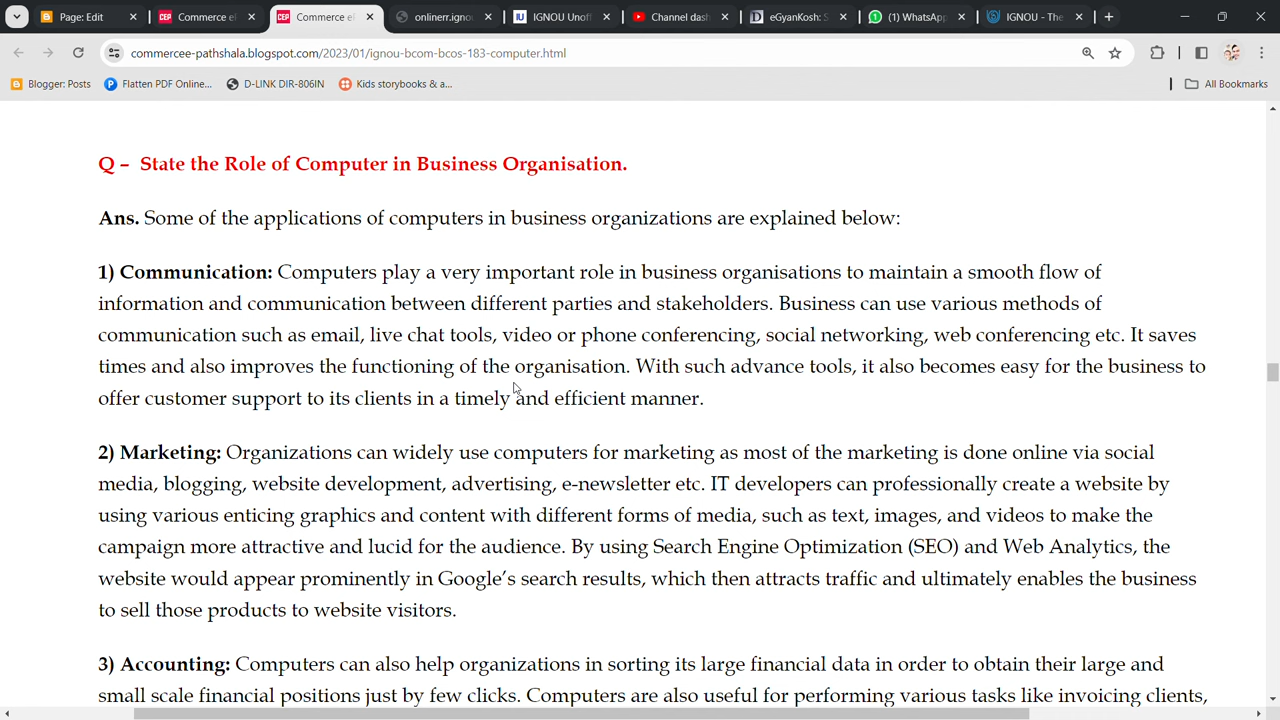 Page: Edit
Commerce e
Commerce e
onlinerr.igno
IGNOU Unof
Channel dash
eGyanKosh: S
(1) WhatsApp
IGNOU - The
commercee-pathshala.blogspot.com/2023/01/ignou-bcom-bcos-183-computer.html
Blogger: Posts
Flatten PDF Online...
D-LINK DIR-806IN
Kids storybooks & a...
All Bookmarks
Q – State the Role of Computer in Business Organisation.
Ans. Some of the applications of computers in business organizations are explained below:
1) Communication: Computers play a very important role in business organisations to maintain a smooth flow of
information and communication between different parties and stakeholders. Business can use various methods of
communication such as email, live chat tools, video or phone conferencing, social networking, web conferencing etc. It saves
times and also improves the functioning of the organisation. With such advance tools, it also becomes easy for the business to
offer customer support to its clients in a timely and efficient manner.
2) Marketing: Organizations can widely use computers for marketing as most of the marketing is done online via social
media, blogging, website development, advertising, e-newsletter etc. IT developers can professionally create a website by
using various enticing graphics and content with different forms of media, such as text, images, and videos to make the
campaign more attractive and lucid for the audience. By using Search Engine Optimization (SEO) and Web Analytics, the
website would appear prominently in Google's search results, which then attracts traffic and ultimately enables the business
to sell those products to website visitors.
3) Accounting: Computers can also help organizations in sorting its large financial data in order to obtain their large and
small scale financial positions just by few clicks. Computers are also useful for performing various tasks like invoicing clients,